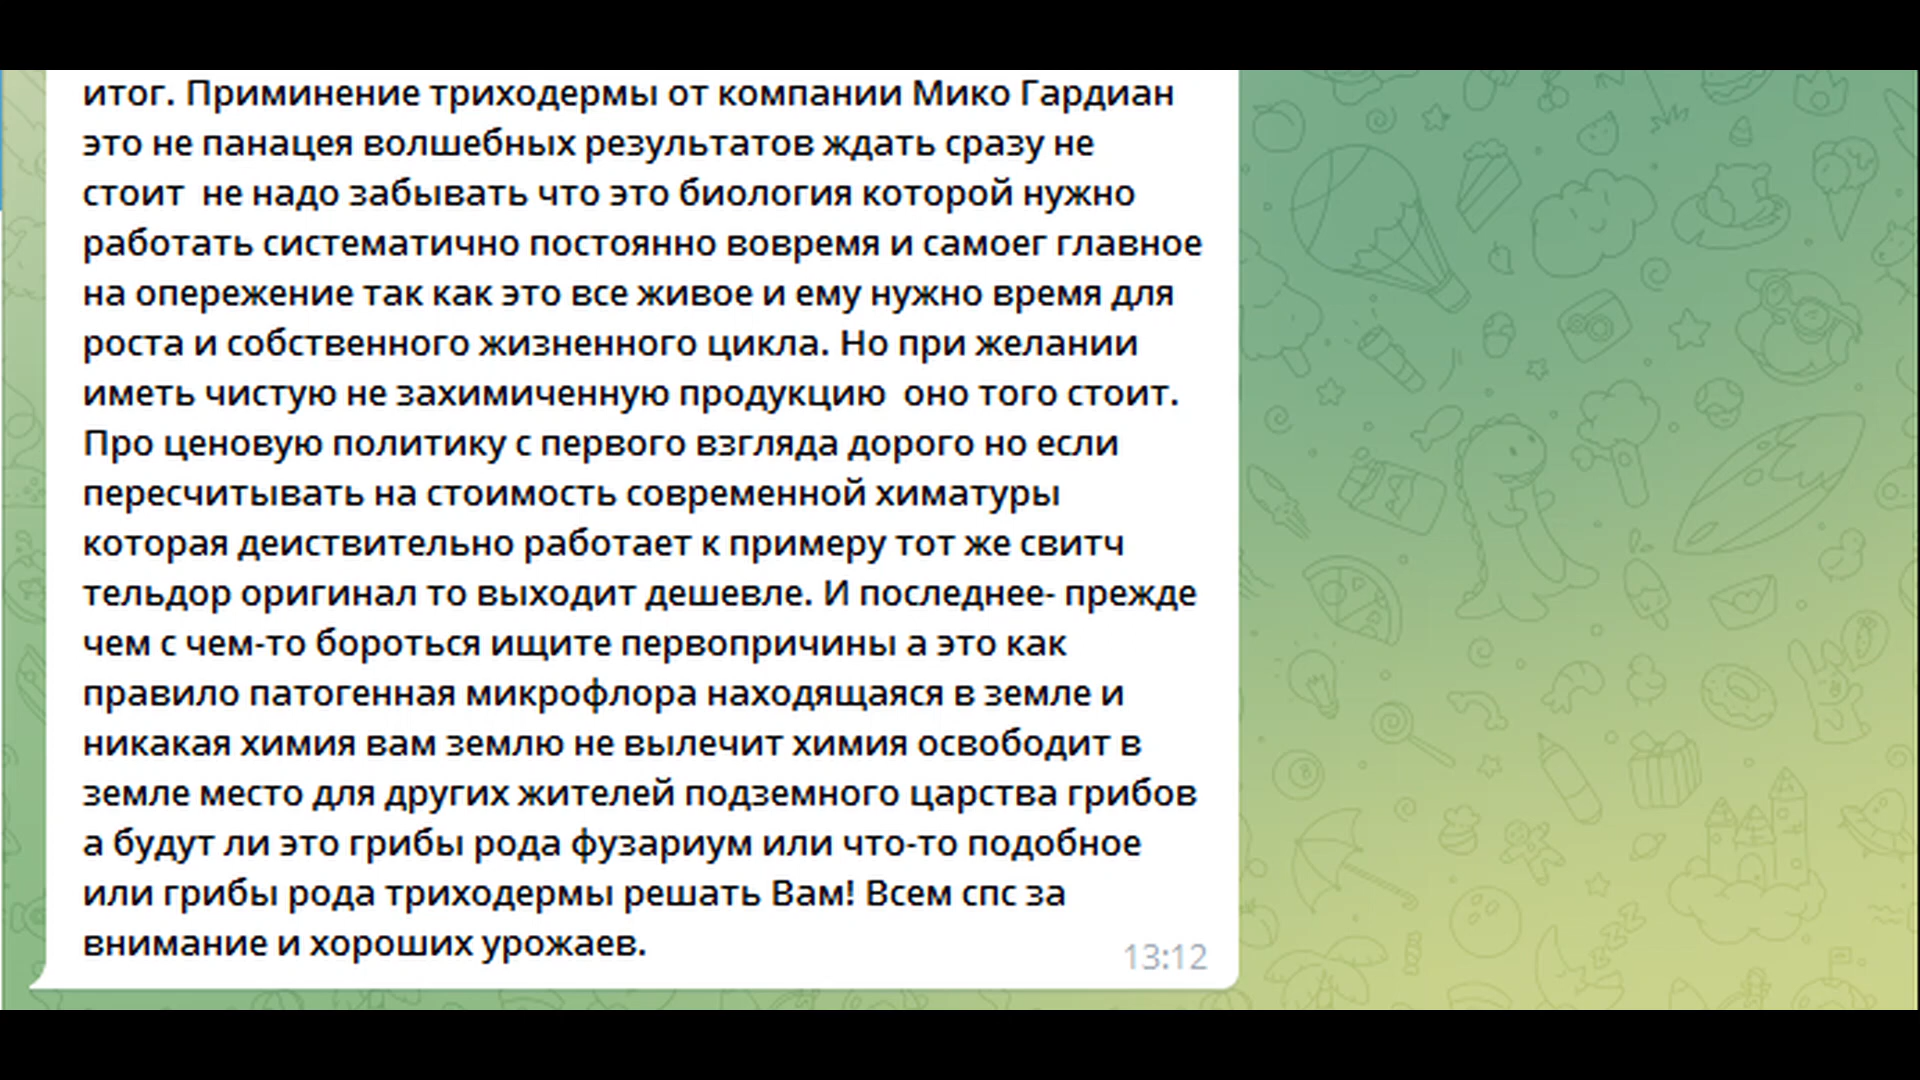 итог. Приминение триходермы от компании Мико Гардиан
это не панацея волшебных результатов ждать сразу не
стоит  не надо забывать что это биология которой нужно
работать систематично постоянно вовремя и самоег главное
на опережение так как это все живое и ему нужно время для
роста и собственного жизненного цикла. Но при желании
иметь чистую не захимиченную продукцию  оно того стоит.
Про ценовую политику с первого взгляда дорого но если
пересчитывать на стоимость современной химатуры
которая деиствительно работает к примеру тот же свитч
тельдор оригинал то выходит дешевле. И последнее- прежде
чем с чем-то бороться ищите первопричины а это как
правило патогенная микрофлора находящаяся в земле и
никакая химия вам землю не вылечит химия освободит в
земле место для других жителей подземного царства грибов
а будут ли это грибы рода фузариум или что-то подобное
или грибы рода триходермы решать Вам! Всем спс за
внимание и хороших урожаев.
13:12